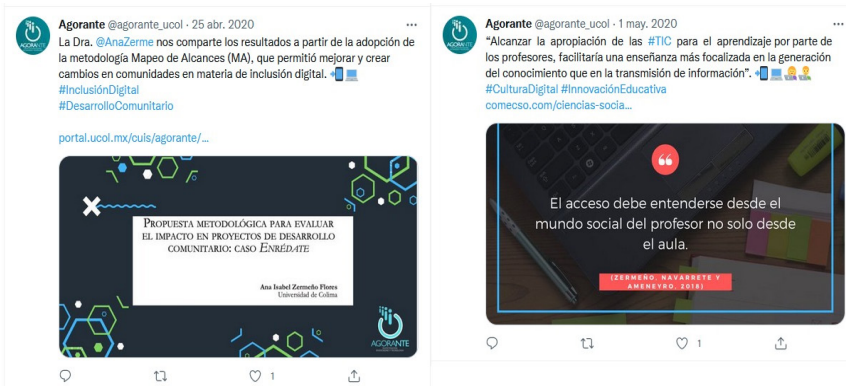 Agorante @agorante_ucol · 25 abr. 2020
La Dra. @AnaZerme nos comparte los resultados a partir de la adopción de
la metodología Mapeo de Alcances (MA), que permitió mejorar y crear
cambios en comunidades en materia de inclusión digital.
#InclusiónDigital
#DesarrolloComunitario
portal.ucol.mx/cuis/agorante/...
PROPUESTA METODOLÓGICA PARA EVALUAR
EL IMPACTO EN PROYECTOS DE DESARROLLO
COMUNITARIO: CASO ENRÉDATE
Ana Isabel Zermeño Flores
Universidad de Colima
AGORANTE
1
Agorante @agorante_ucol · 1 may. 2020
“Alcanzar la apropiación de las #TIC para el aprendizaje por parte de
los profesores, facilitaría una enseñanza más focalizada en la generación
del conocimiento que en la transmisión de información”.
#CulturaDigital #InnovaciónEducativa
comecso.com/ciencias-socia...
El acceso debe entenderse desde el
mundo social del profesor no solo desde
el aula.
(ZERMEÑO, NAVARRETE Y
AMENEYRO, 2018)
1